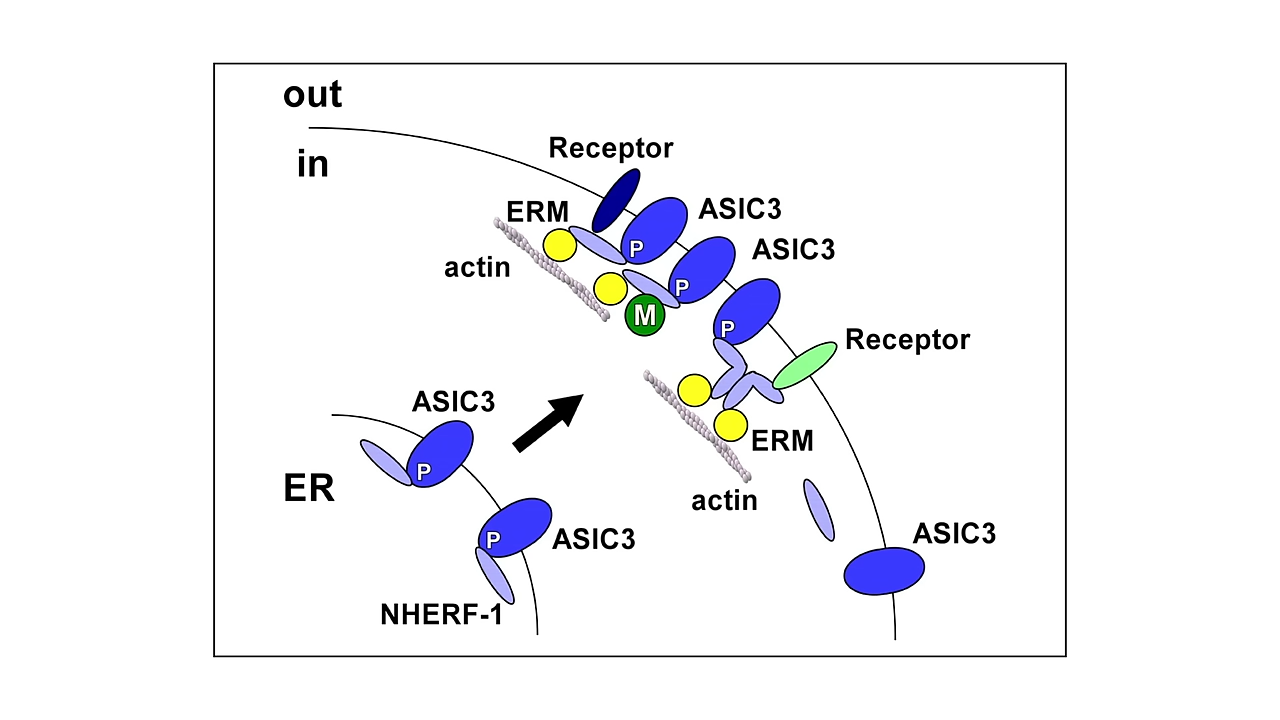 out
in
Receptor
ERM
ASIC3
P
actin
ASIC3
P
M
P
Receptor
ASIC3
P
ERM
ER
actin
P
ASIC3
ASIC3
NHERF-1